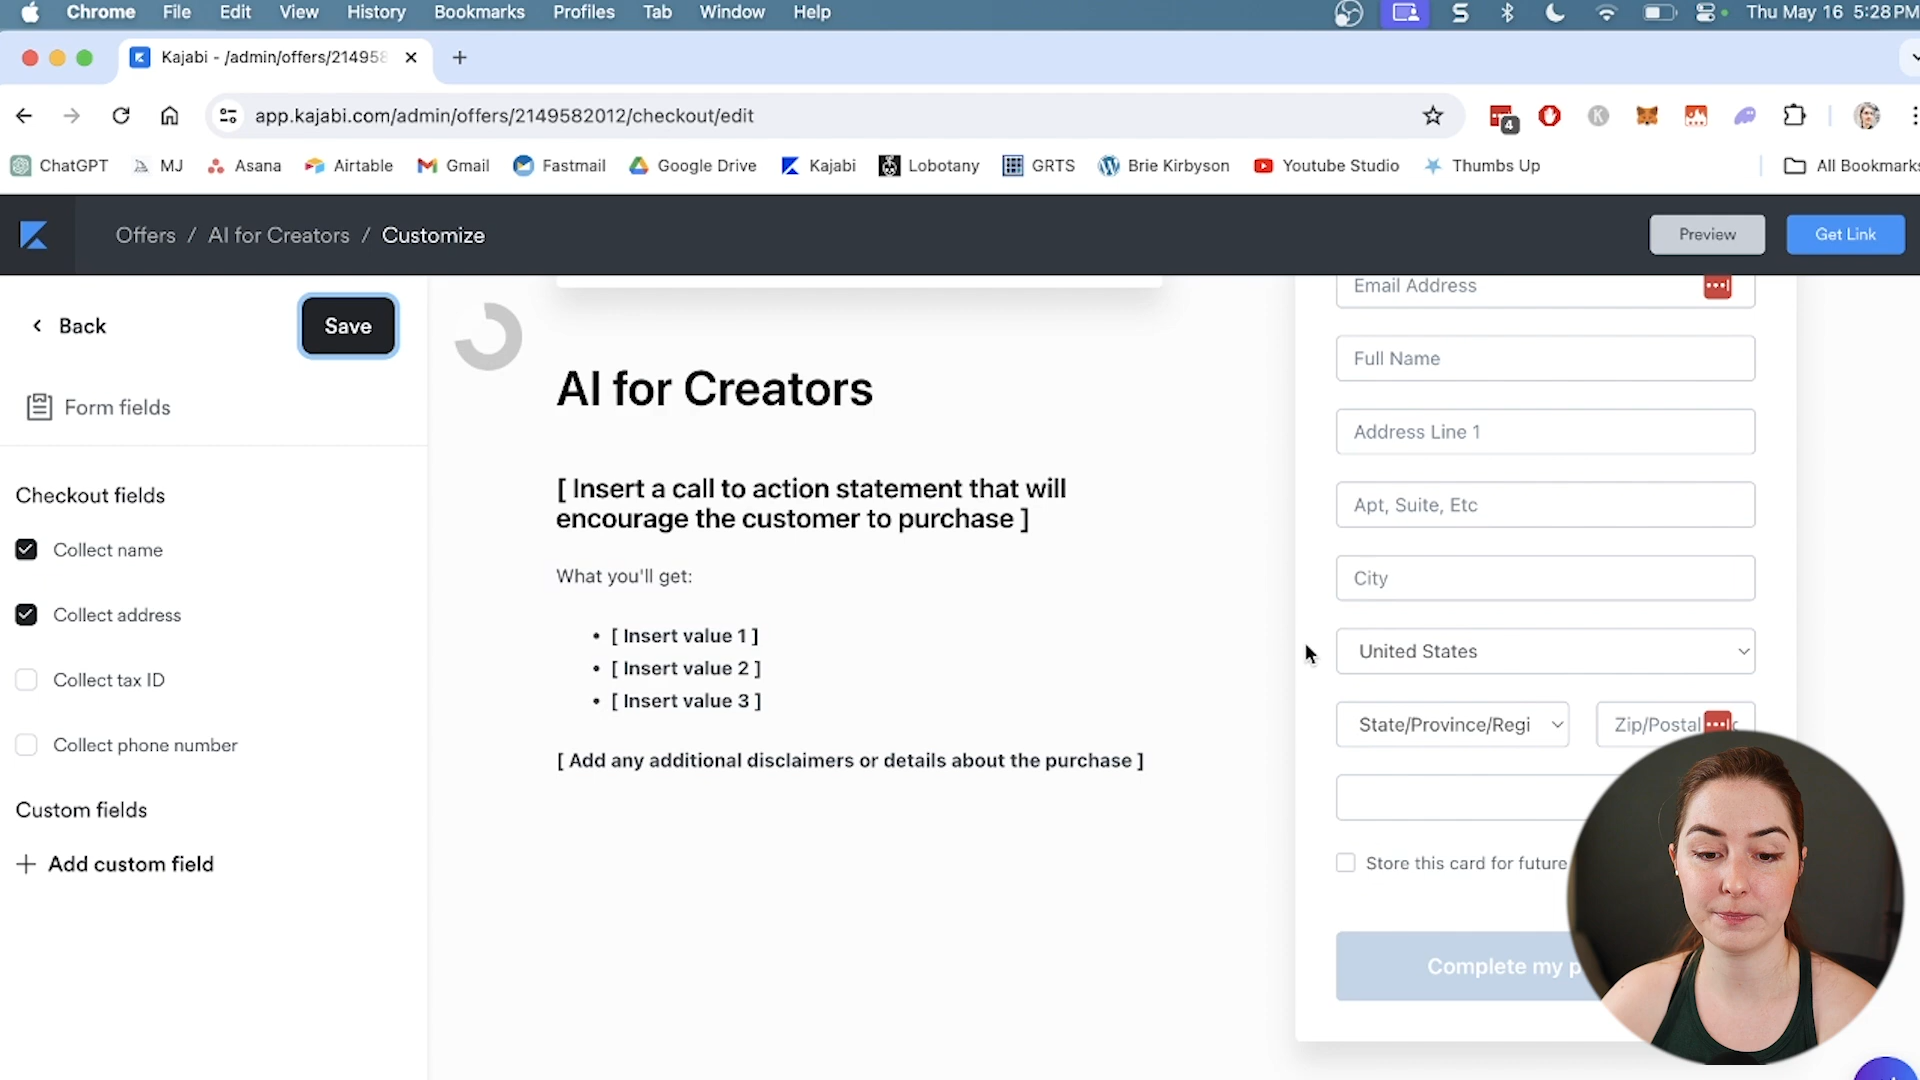 Chrome File Edit View History Bookmarks Profiles Tab Window Help Thu May 16 5:28 PM
Kajabi - /admin/offers/21495
app.kajabi.com/admin/offers/2149582012/checkout/edit
4
K
ChatGPT MJ Asana Airtable Gmail Fastmail Google Drive Kajabi Lobotany GRTS Brie Kirbyson Youtube Studio Thumbs Up All Bookmarks
Offers / AI for Creators / Customize Preview Get Link
Back
Save
Form fields
Checkout fields
Collect name
Collect address
Collect tax ID
Collect phone number
Custom fields
+ Add custom field
AI for Creators
[ Insert a call to action statement that will
encourage the customer to purchase ]
What you'll get:
• [ Insert value 1 ]
• [ Insert value 2 ]
• [ Insert value 3 ]
[ Add any additional disclaimers or details about the purchase ]
Email Address
Full Name
Address Line 1
Apt, Suite, Etc
City
United States
State/Province/Regi
Zip/Postal
Store this card for future
Complete my p